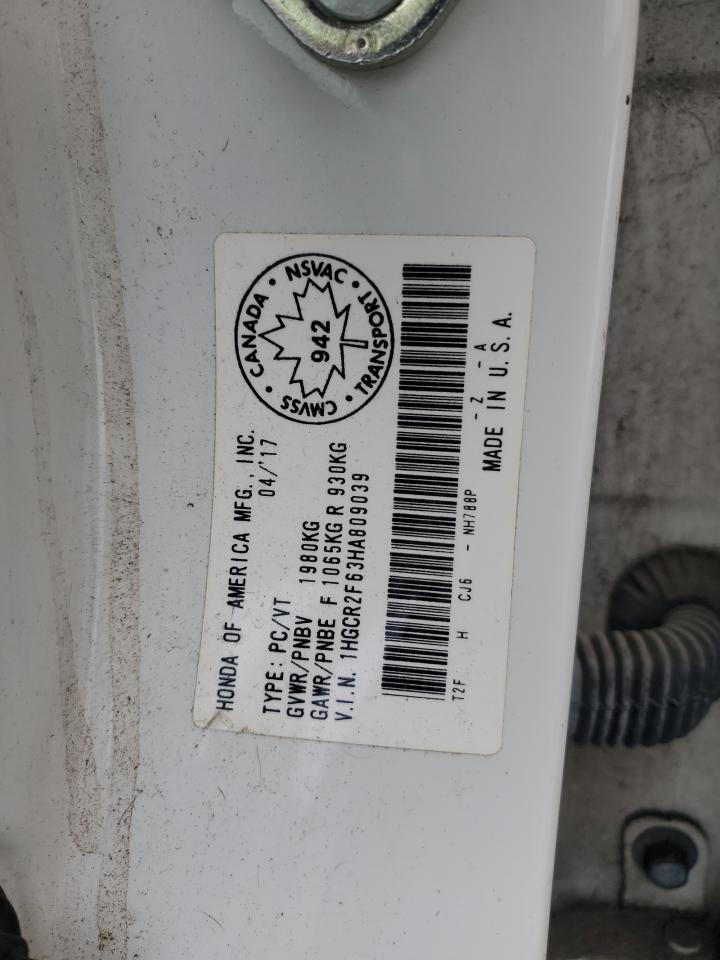 HONDA OF AMERICA MFG., INC.
04/'17
TYPE: PC/VT
GVWR/PNBV 1980KG
GAWR/PNBE F 1065KG R 930KG
V.I.N. 1HGCR2F63HA809039
CANADA • NSVAC • TRANSPORT • CMVSS •
942
T2F H CJ6 - NH788P - Z - A
MADE IN U.S.A.